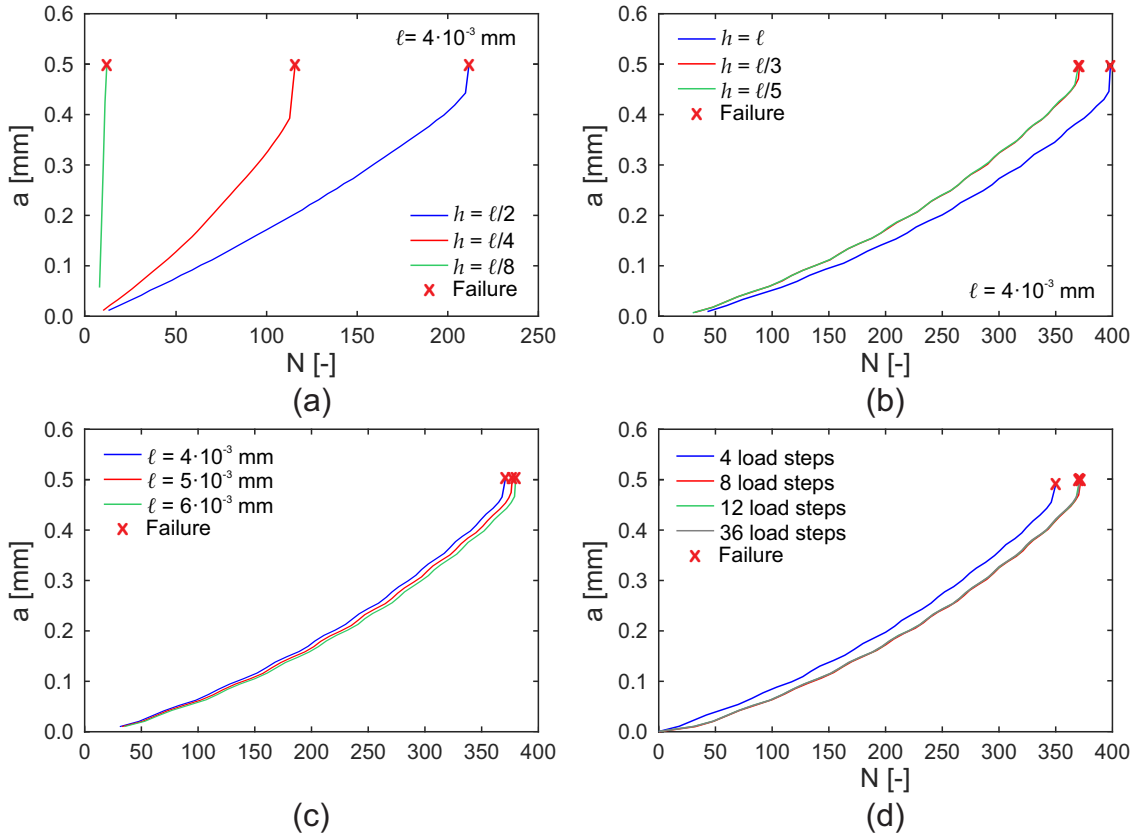 0.6
0.5
0.4
0.3
0.2
0.1
0.0
a [mm]
ℓ= 4·10⁻³ mm
h = ℓ/2
h = ℓ/4
h = ℓ/8
Failure
0 50 100 150 200 250
N [-]
(a)
0.6
0.5
0.4
0.3
0.2
0.1
0.0
a [mm]
h = ℓ
h = ℓ/3
h = ℓ/5
Failure
ℓ = 4·10⁻³ mm
0 50 100 150 200 250 300 350 400
N [-]
(b)
0.6
0.5
0.4
0.3
0.2
0.1
0.0
a [mm]
ℓ = 4·10⁻³ mm
ℓ = 5·10⁻³ mm
ℓ = 6·10⁻³ mm
Failure
0 50 100 150 200 250 300 350 400
(c)
0.6
0.5
0.4
0.3
0.2
0.1
0.0
a [mm]
4 load steps
8 load steps
12 load steps
36 load steps
Failure
0 50 100 150 200 250 300 350 400
N [-]
(d)